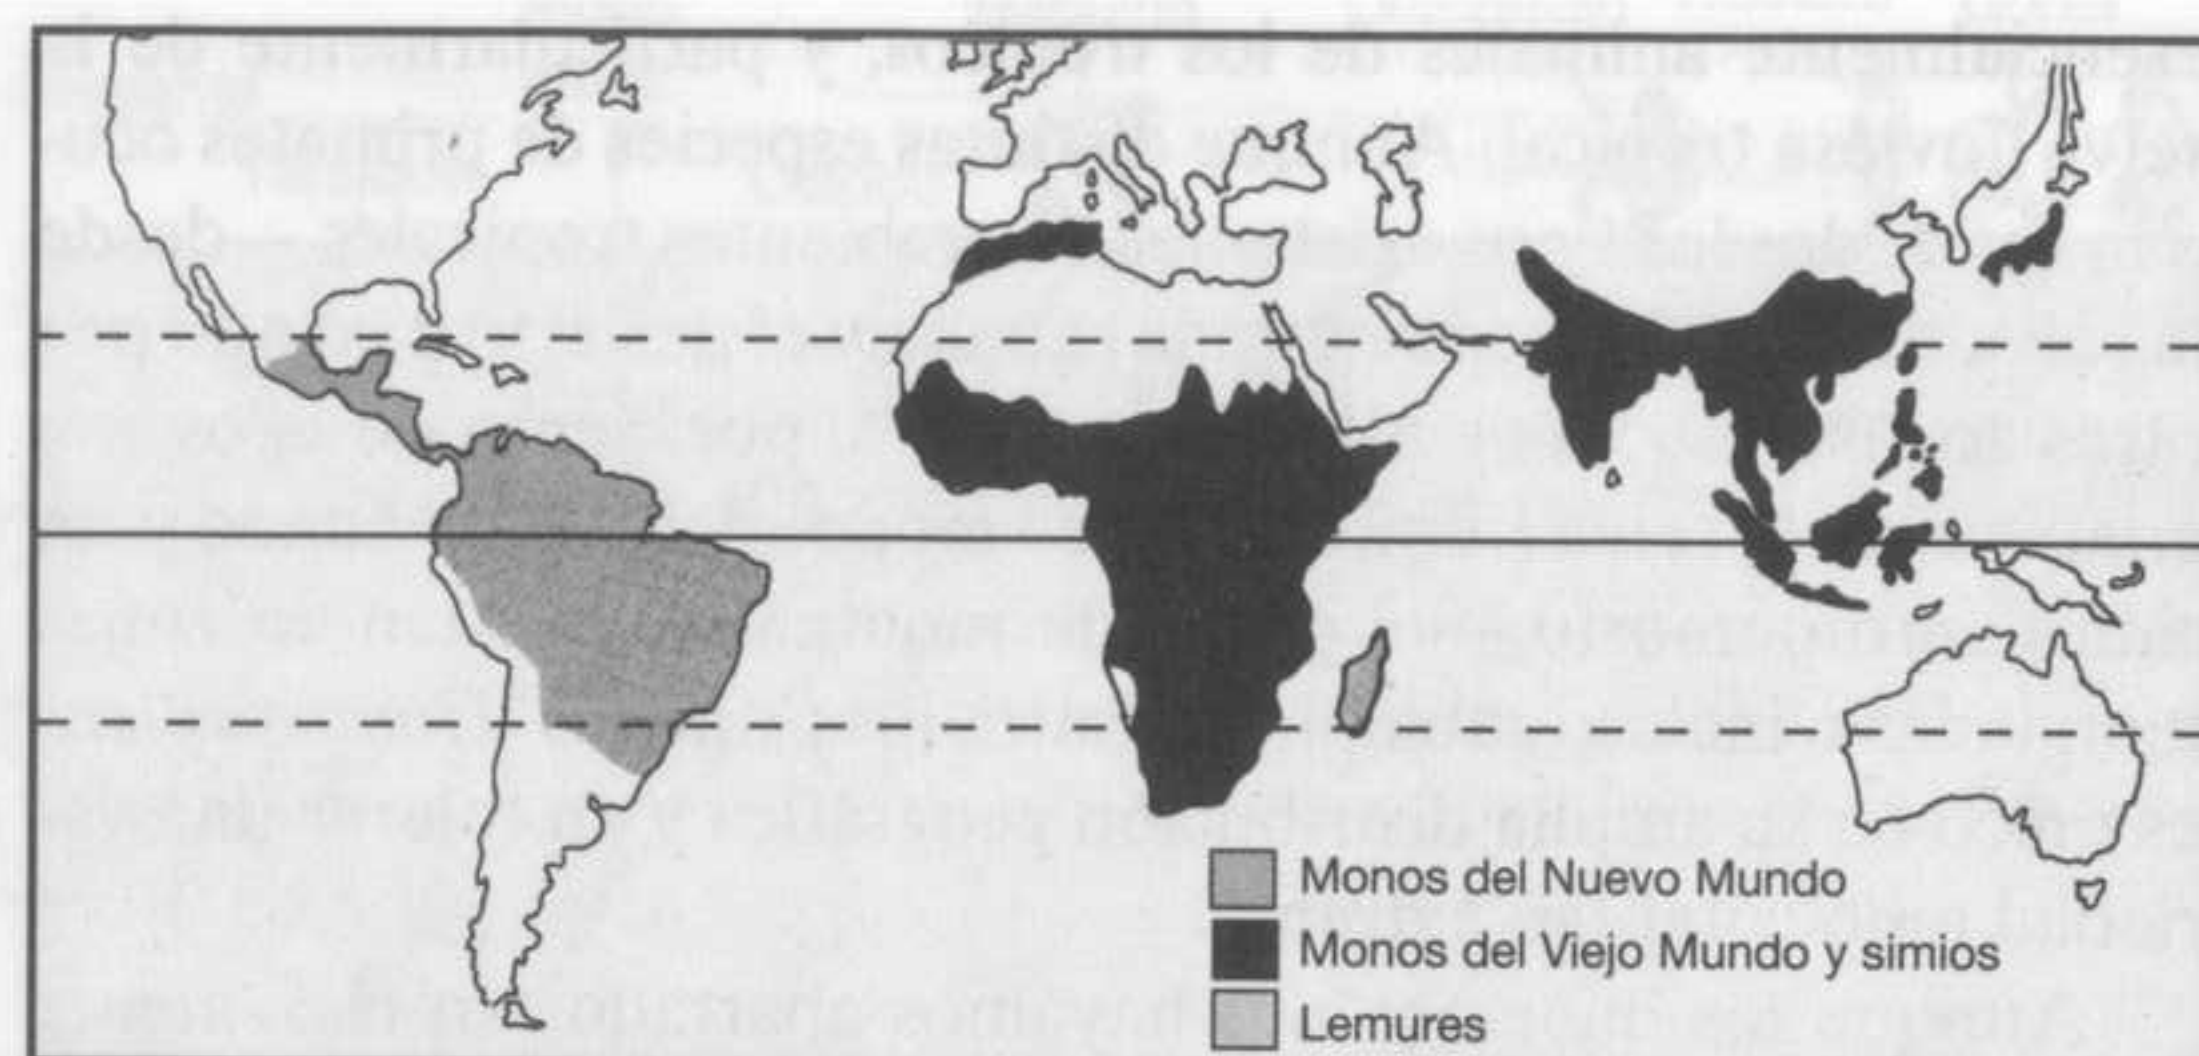 Monos del Nuevo Mundo
Monos del Viejo Mundo y simios
Lemures